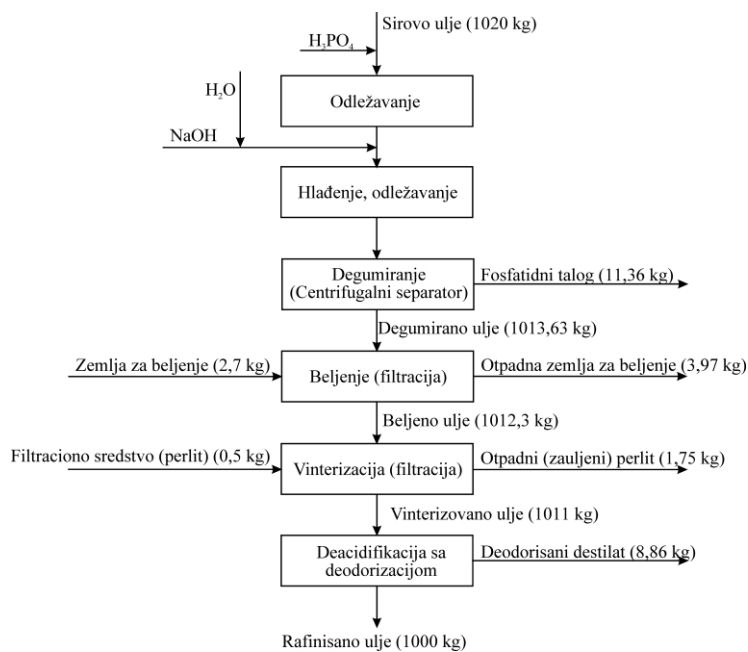 Sirovo ulje (1020 kg)
H₃PO₄
H₂O
Odležavanje
NaOH
Hlađenje, odležavanje
Degumiranje
(Centrifugalni separator)
Fosfatidni talog (11,36 kg)
Degumirano ulje (1013,63 kg)
Zemlja za beljenje (2,7 kg)
Beljenje (filtracija)
Otpadna zemlja za beljenje (3,97 kg)
Beljeno ulje (1012,3 kg)
Filtraciono sredstvo (perlit) (0,5 kg)
Vinterizacija (filtracija)
Otpadni (zauljeni) perlit (1,75 kg)
Vinterizovano ulje (1011 kg)
Deacidifikacija sa
deodorizacijom
Deodorisani destilat (8,86 kg)
Rafinisano ulje (1000 kg)